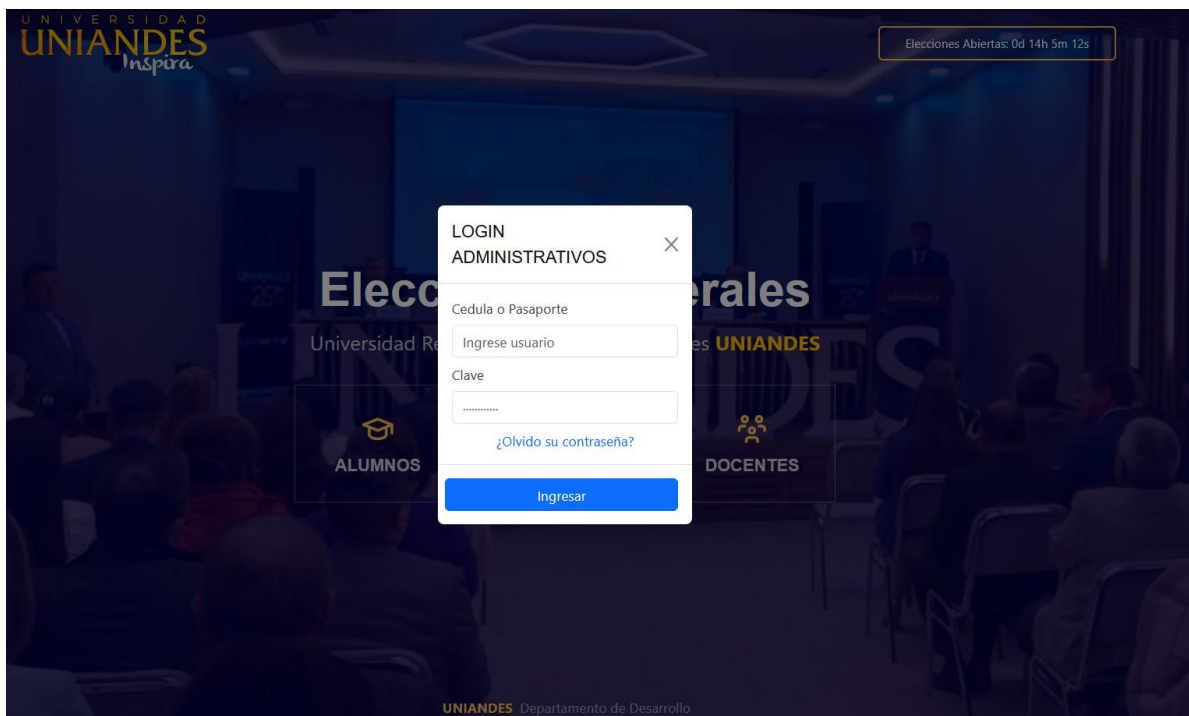 UNIVERSIDAD
UNIANDES
Inspira
Elecciones Abiertas: 0d 14h 5m 12s
LOGIN
ADMINISTRATIVOS
Elecc erales
Cedula o Pasaporte
Ingrese usuario
Universidad Re es UNIANDES
Clave
............
¿Olvido su contraseña?
ALUMNOS DOCENTES
Ingresar
UNIANDES Departamento de Desarrollo